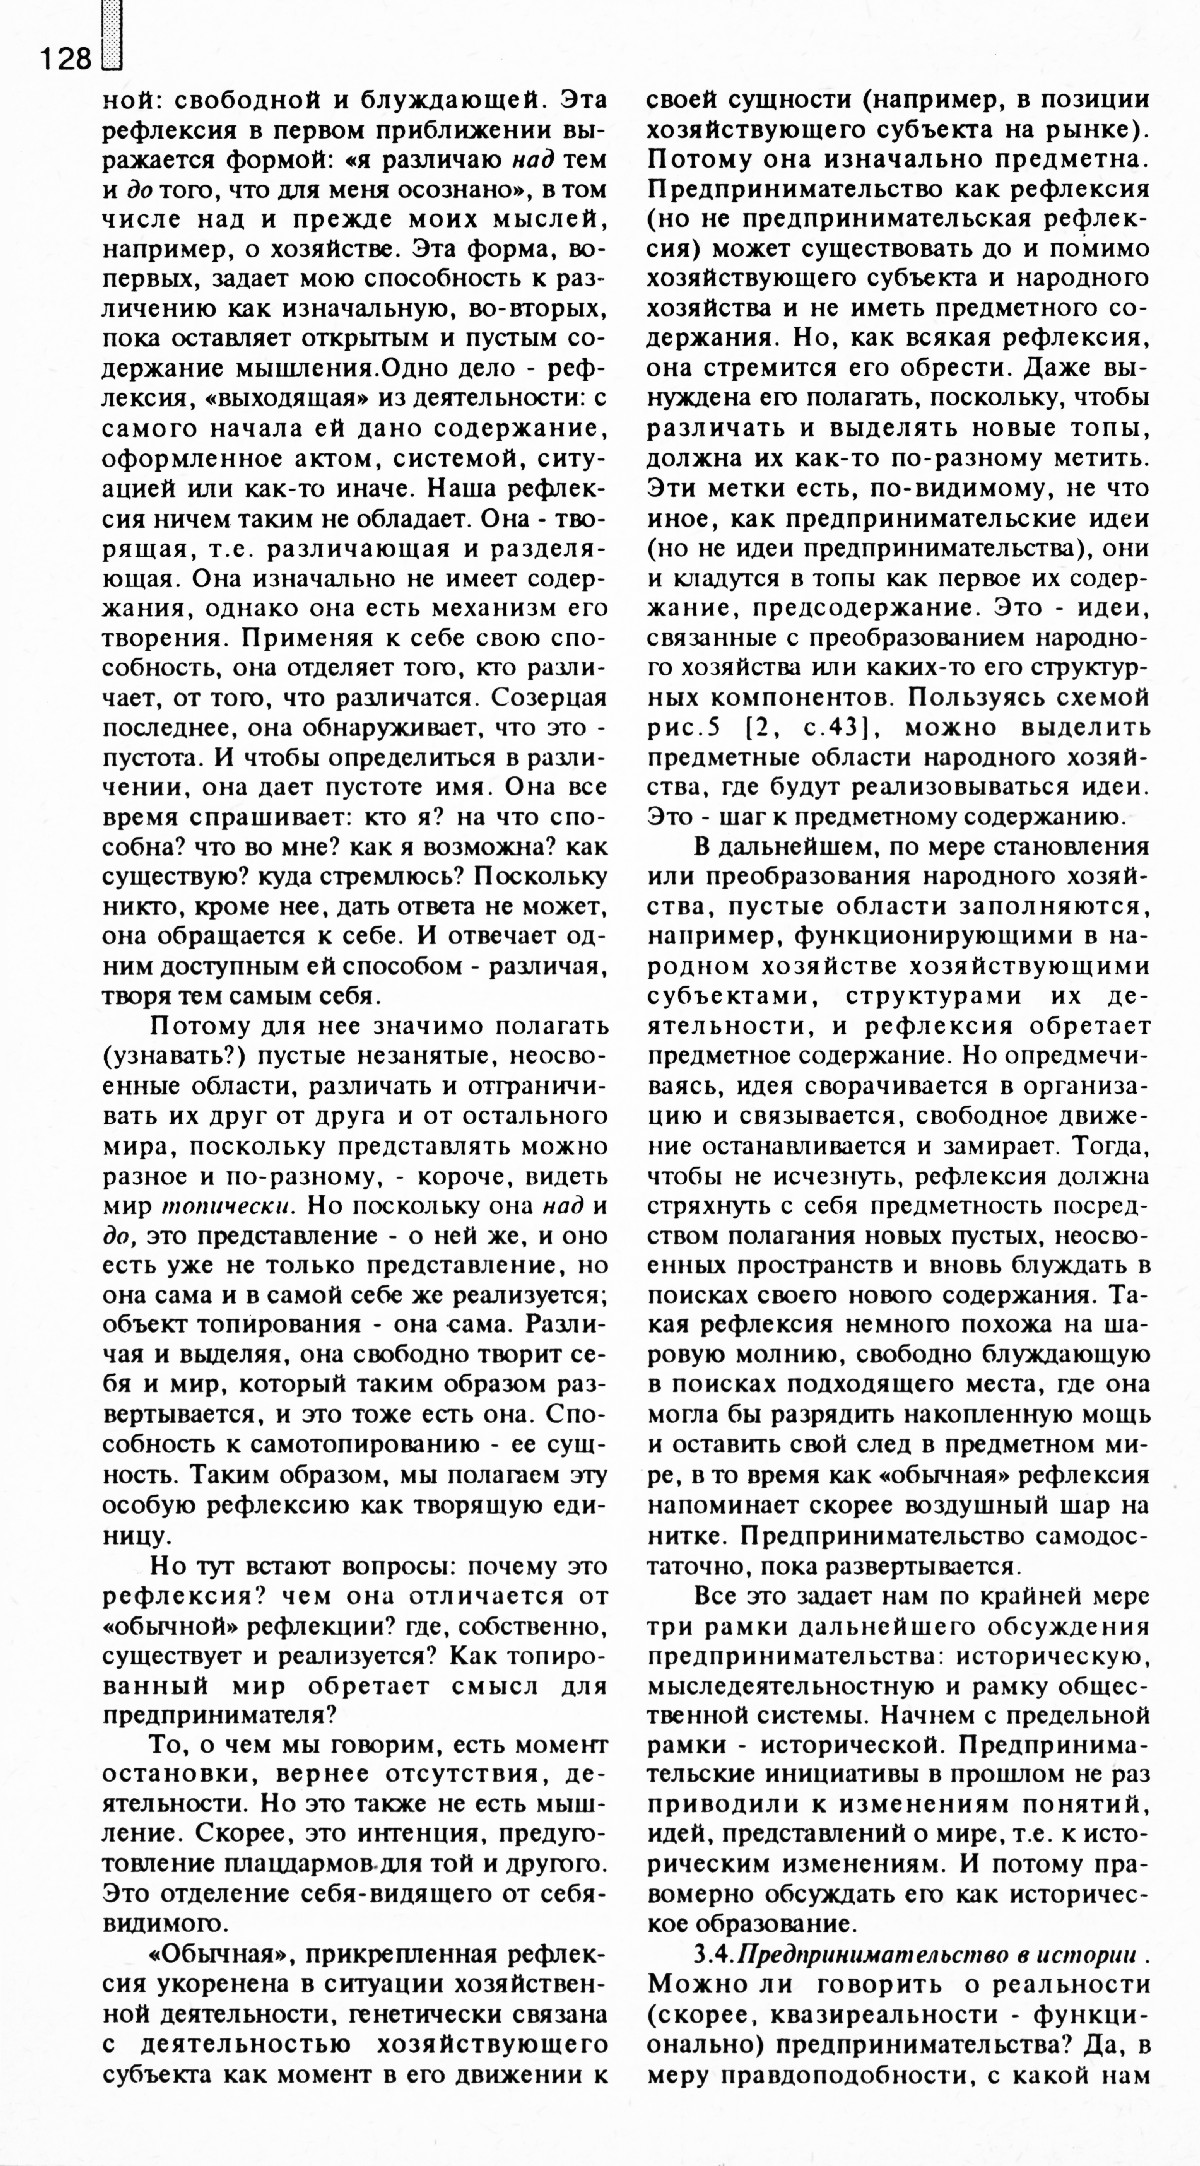 128
ной: свободной и блуждающей. Эта
рефлексия в первом приближении вы-
ражается формой: «я различаю над тем
и до того, что для меня осознано», в том
числе над и прежде моих мыслей,
например, о хозяйстве. Эта форма, во-
первых, задает мою способность к раз-
личению как изначальную, во-вторых,
пока оставляет открытым и пустым со-
держание мышления.Одно дело - реф-
лексия, «выходящая» из деятельности: с
самого начала ей дано содержание,
оформленное актом, системой, ситу-
ацией или как-то иначе. Наша рефлек-
сия ничем таким не обладает. Она - тво-
рящая, т.е. различающая и разделя-
ющая. Она изначально не имеет содер-
жания, однако она есть механизм его
творения. Применяя к себе свою спо-
собность, она отделяет того, кто разли-
чает, от того, что различатся. Созерцая
последнее, она обнаруживает, что это -
пустота. И чтобы определиться в разли-
чении, она дает пустоте имя. Она все
время спрашивает: кто я? на что спо-
собна? что во мне? как я возможна? как
существую? куда стремлюсь? Поскольку
никто, кроме нее, дать ответа не может,
она обращается к себе. И отвечает од-
ним доступным ей способом - различая,
творя тем самым себя.
Потому для нее значимо полагать
(узнавать?) пустые незанятые, неосво-
енные области, различать и отграничи-
вать их друг от друга и от остального
мира, поскольку представлять можно
разное и по-разному, - короче, видеть
мир топически. Но поскольку она над и
до, это представление - о ней же, и оно
есть уже не только представление, но
она сама и в самой себе же реализуется;
объект топирования - она сама. Разли-
чая и выделяя, она свободно творит се-
бя и мир, который таким образом раз-
вертывается, и это тоже есть она. Спо-
собность к самотопированию - ее сущ-
ность. Таким образом, мы полагаем эту
особую рефлексию как творящую еди-
ницу.
Но тут встают вопросы: почему это
рефлексия? чем она отличается от
«обычной» рефлекции? где, собственно,
существует и реализуется? Как топиро-
ванный мир обретает смысл для
предпринимателя?
То, о чем мы говорим, есть момент
остановки, вернее отсутствия, де-
ятельности. Но это также не есть мыш-
ление. Скорее, это интенция, предуго-
товление плацдармов для той и другого.
Это отделение себя-видящего от себя-
видимого.
«Обычная», прикрепленная рефлек-
сия укоренена в ситуации хозяйствен-
ной деятельности, генетически связана
с деятельностью хозяйствующего
субъекта как момент в его движении к
своей сущности (например, в позиции
хозяйствующего субъекта на рынке).
Потому она изначально предметна.
Предпринимательство как рефлексия
(но не предпринимательская рефлек-
сия) может существовать до и помимо
хозяйствующего субъекта и народного
хозяйства и не иметь предметного со-
держания. Но, как всякая рефлексия,
она стремится его обрести. Даже вы-
нуждена его полагать, поскольку, чтобы
различать и выделять новые топы,
должна их как-то по-разному метить.
Эти метки есть, по-видимому, не что
иное, как предпринимательские идеи
(но не идеи предпринимательства), они
и кладутся в топы как первое их содер-
жание, предсодержание. Это - идеи,
связанные с преобразованием народно-
го хозяйства или каких-то его структур-
ных компонентов. Пользуясь схемой
рис.5 [2, с.43], можно выделить
предметные области народного хозяй-
ства, где будут реализовываться идеи.
Это - шаг к предметному содержанию.
В дальнейшем, по мере становления
или преобразования народного хозяй-
ства, пустые области заполняются,
например, функционирующими в на-
родном хозяйстве хозяйствующими
субъектами, структурами их де-
ятельности, и рефлексия обретает
предметное содержание. Но опредмечи-
ваясь, идея сворачивается в организа-
цию и связывается, свободное движе-
ние останавливается и замирает. Тогда,
чтобы не исчезнуть, рефлексия должна
стряхнуть с себя предметность посред-
ством полагания новых пустых, неосво-
енных пространств и вновь блуждать в
поисках своего нового содержания. Та-
кая рефлексия немного похожа на ша-
ровую молнию, свободно блуждающую
в поисках подходящего места, где она
могла бы разрядить накопленную мощь
и оставить свой след в предметном ми-
ре, в то время как «обычная» рефлексия
напоминает скорее воздушный шар на
нитке. Предпринимательство самодос-
таточно, пока развертывается.
Все это задает нам по крайней мере
три рамки дальнейшего обсуждения
предпринимательства: историческую,
мыследеятельностную и рамку общес-
твенной системы. Начнем с предельной
рамки - исторической. Предпринима-
тельские инициативы в прошлом не раз
приводили к изменениям понятий,
идей, представлений о мире, т.е. к исто-
рическим изменениям. И потому пра-
вомерно обсуждать его как историчес-
кое образование.
3.4.Предпринимательство в истории .
Можно ли говорить о реальности
(скорее, квазиреальности - функци-
онально) предпринимательства? Да, в
меру правдоподобности, с какой нам